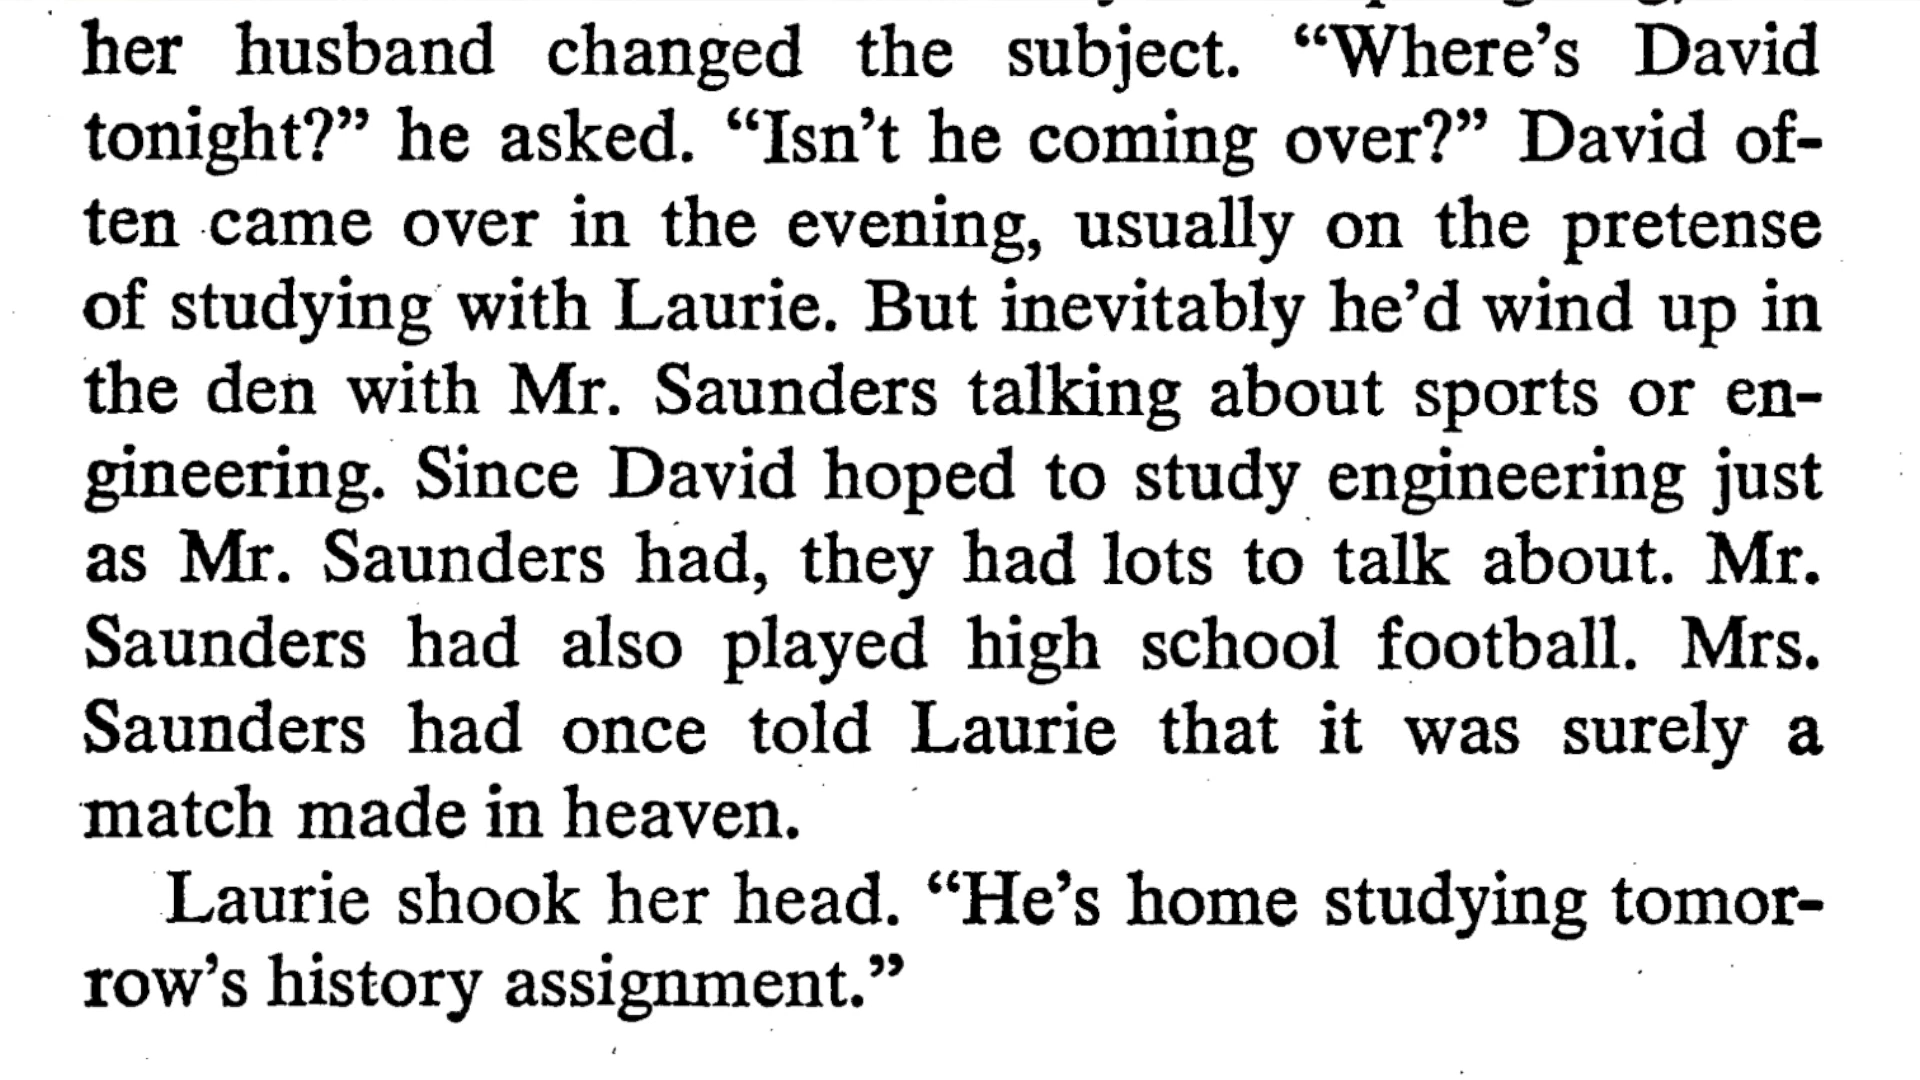 her husband changed the subject. “Where’s David
tonight?” he asked. “Isn’t he coming over?” David of-
ten came over in the evening, usually on the pretense
of studying with Laurie. But inevitably he’d wind up in
the den with Mr. Saunders talking about sports or en-
gineering. Since David hoped to study engineering just
as Mr. Saunders had, they had lots to talk about. Mr.
Saunders had also played high school football. Mrs.
Saunders had once told Laurie that it was surely a
match made in heaven.
Laurie shook her head. “He’s home studying tomor-
row’s history assignment.”